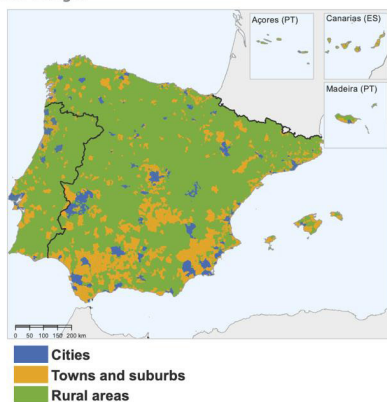 Açores (PT)
Canarias (ES)
Madeira (PT)
0 50 100 150 200 km
Cities
Towns and suburbs
Rural areas